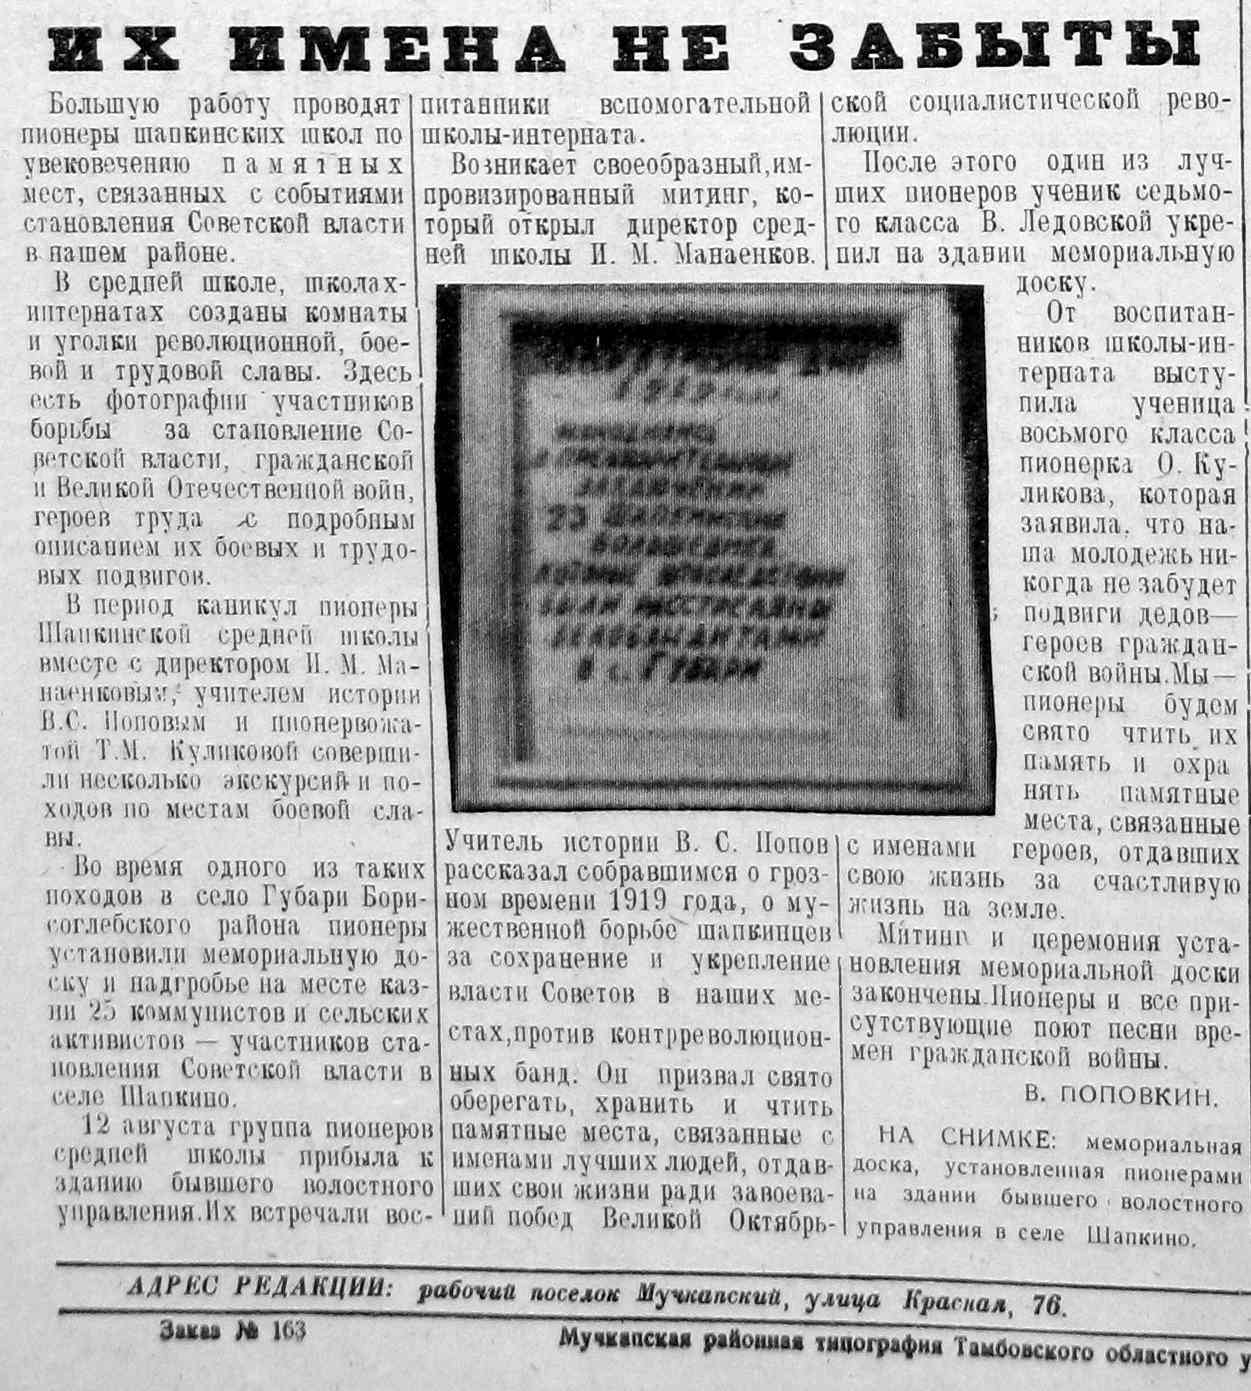 ИХ ИМЕНА НЕ ЗАБЫТЫ
Большую работу проводят
пионеры шапкинских школ по
увековечению памятных
мест, связанных с событиями
становления Советской власти
в нашем районе.
В средней школе, школах-
интернатах созданы комнаты
и уголки революционной, бое-
вой и трудовой славы. Здесь
есть фотографии участников
борьбы за становление Со-
ветской власти, гражданской
и Великой Отечественной войн,
героев труда с подробным
описанием их боевых и трудо-
вых подвигов.
В период каникул пионеры
Шапкинской средней школы
вместе с директором И. М. Ма-
наенковым, учителем истории
В.С. Поповым и пионервожа-
той Т.М. Куликовой соверши-
ли несколько экскурсий и по-
ходов по местам боевой сла-
вы.
Во время одного из таких
походов в село Губари Бори-
соглебского района пионеры
установили мемориальную до-
ску и надгробье на месте каз-
ни 25 коммунистов и сельских
активистов — участников ста-
новления Советской власти в
селе Шапкино.
12 августа группа пионеров
средней школы прибыла к
зданию бывшего волостного
управления. Их встречали вос-
питанники вспомогательной
школы-интерната.
Возникает своеобразный, им-
провизированный митинг, ко-
торый открыл директор сред-
ней школы И. М. Манаенков.
1919
находились
в предварительном
заключении
23 шапкинских
большевика,
которые впоследствии
были расстреляны
белобандитами
в с. Губари
Учитель истории В. С. Попов
рассказал собравшимся о гроз-
ном времени 1919 года, о му-
жественной борьбе шапкинцев
за сохранение и укрепление
власти Советов в наших ме-
стах, против контрреволюцион-
ных банд. Он призвал свято
оберегать, хранить и чтить
памятные места, связанные с
именами лучших людей, отдав-
ших свои жизни ради завоева-
ний побед Великой Октябрь-
ской социалистической рево-
люции.
После этого один из луч-
ших пионеров ученик седьмо-
го класса В. Ледовской укре-
пил на здании мемориальную
доску.
От воспитан-
ников школы-ин-
терната высту-
пила ученица
восьмого класса
пионерка О. Ку-
ликова, которая
заявила, что на-
ша молодежь ни-
когда не забудет
подвиги дедов—
героев граждан-
ской войны. Мы—
пионеры будем
свято чтить их
память и охра
нять памятные
места, связанные
с именами героев, отдавших
свою жизнь за счастливую
жизнь на земле.
Митинг и церемония уста-
новления мемориальной доски
закончены. Пионеры и все при-
сутствующие поют песни вре-
мен гражданской войны.
В. ПОПОВКИН.
НА СНИМКЕ: мемориальная
доска, установленная пионерами
на здании бывшего волостного
управления в селе Шапкино.
АДРЕС РЕДАКЦИИ: рабочий поселок Мучкапский, улица Красная, 76.
Заказ № 163
Мучкапская районная типография Тамбовского областного у